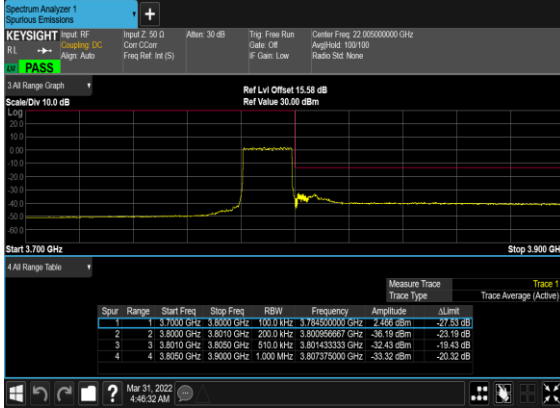 Spectrum Analyzer 1
Spurious Emissions
+
KEYSIGHT Input: RF Input Z: 50 Ω Atten: 30 dB Trig: Free Run Center Freq: 22.005000000 GHz
RL Coupling: DC Corr CCorr Gate: Off Avg|Hold: 100/100
Align: Auto Freq Ref: Int (S) IF Gain: Low Radio Std: None
LXI PASS
3 All Range Graph
Ref Lvl Offset 15.58 dB
Scale/Div 10.0 dB Ref Value 30.00 dBm
Log
20.0
10.0
0.00
-10.0
-20.0
-30.0
-40.0
-50.0
-60.0
Start 3.700 GHz Stop 3.900 GH
4 All Range Table
Measure Trace Trace 1
Trace Type Trace Average (Active)
Spur Range Start Freq Stop Freq RBW Frequency Amplitude ΔLimit
1 1 3.7000 GHz 3.8000 GHz 100.0 kHz 3.784500000 GHz 2.466 dBm -27.53 dB
2 2 3.8000 GHz 3.8010 GHz 200.0 kHz 3.800956667 GHz -36.19 dBm -23.19 dB
3 3 3.8010 GHz 3.8050 GHz 510.0 kHz 3.801433333 GHz -32.43 dBm -19.43 dB
4 4 3.8050 GHz 3.9000 GHz 1.000 MHz 3.807375000 GHz -33.32 dBm -20.32 dB
? Mar 31, 2022
4:46:32 AM